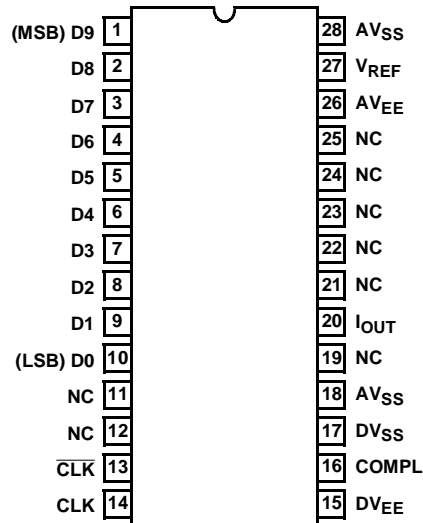 (MSB) D9 1 28 AVSS
D8 2 27 VREF
D7 3 26 AVEE
D6 4 25 NC
D5 5 24 NC
D4 6 23 NC
D3 7 22 NC
D2 8 21 NC
D1 9 20 IOUT
(LSB) D0 10 19 NC
NC 11 18 AVSS
NC 12 17 DVSS
C̅L̅K̅ 13 16 COMPL
CLK 14 15 DVEE